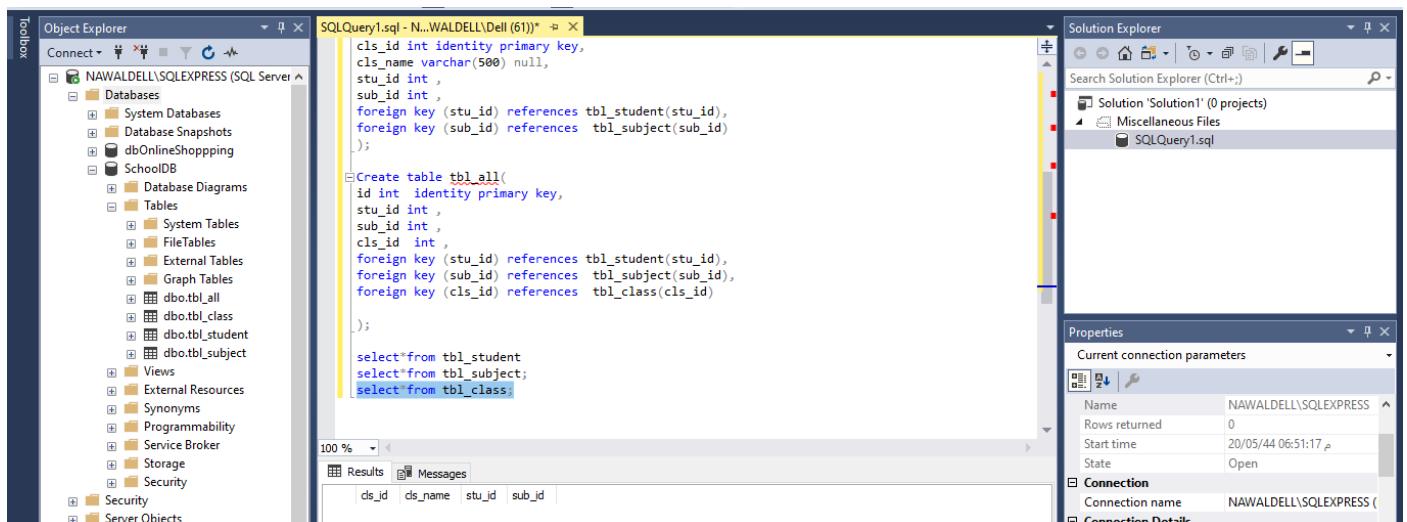 Toolbox
Object Explorer
Connect
NAWALDELL\SQLEXPRESS (SQL Server
Databases
System Databases
Database Snapshots
dbOnlineShoppping
SchoolDB
Database Diagrams
Tables
System Tables
FileTables
External Tables
Graph Tables
dbo.tbl_all
dbo.tbl_class
dbo.tbl_student
dbo.tbl_subject
Views
External Resources
Synonyms
Programmability
Service Broker
Storage
Security
Security
Server Objects
SQLQuery1.sql - N...WALDELL\Dell (61))*
cls_id int identity primary key,
cls_name varchar(500) null,
stu_id int ,
sub_id int ,
foreign key (stu_id) references tbl_student(stu_id),
foreign key (sub_id) references  tbl_subject(sub_id)
);
Create table tbl_all(
id int  identity primary key,
stu_id int ,
sub_id int ,
cls_id  int ,
foreign key (stu_id) references tbl_student(stu_id),
foreign key (sub_id) references  tbl_subject(sub_id),
foreign key (cls_id) references  tbl_class(cls_id)
);
select*from tbl_student
select*from tbl_subject;
select*from tbl_class;
100 %
Results Messages
cls_id cls_name stu_id sub_id
Solution Explorer
Search Solution Explorer (Ctrl+;)
Solution 'Solution1' (0 projects)
Miscellaneous Files
SQLQuery1.sql
Properties
Current connection parameters
Name NAWALDELL\SQLEXPRESS
Rows returned 0
Start time 20/05/44 06:51:17 م
State Open
Connection
Connection name NAWALDELL\SQLEXPRESS (
Connection Details